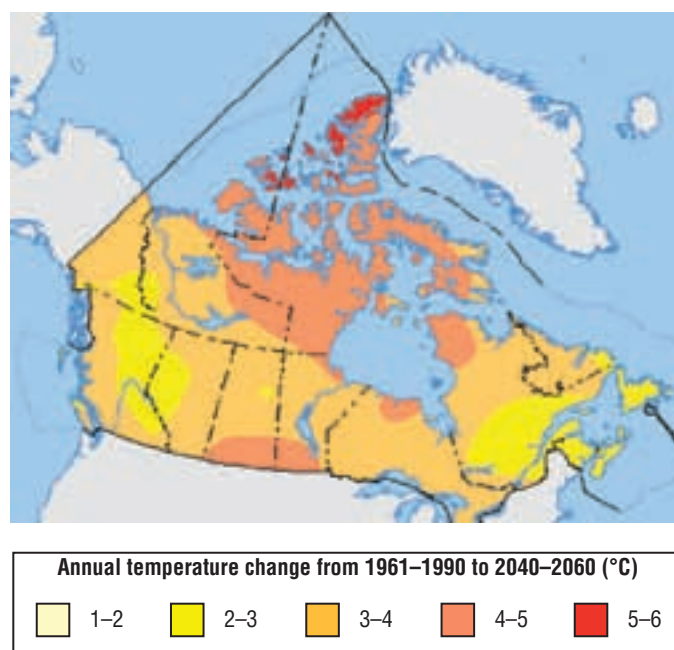 Annual temperature change from 1961–1990 to 2040–2060 (°C)
1–2 2–3 3–4 4–5 5–6